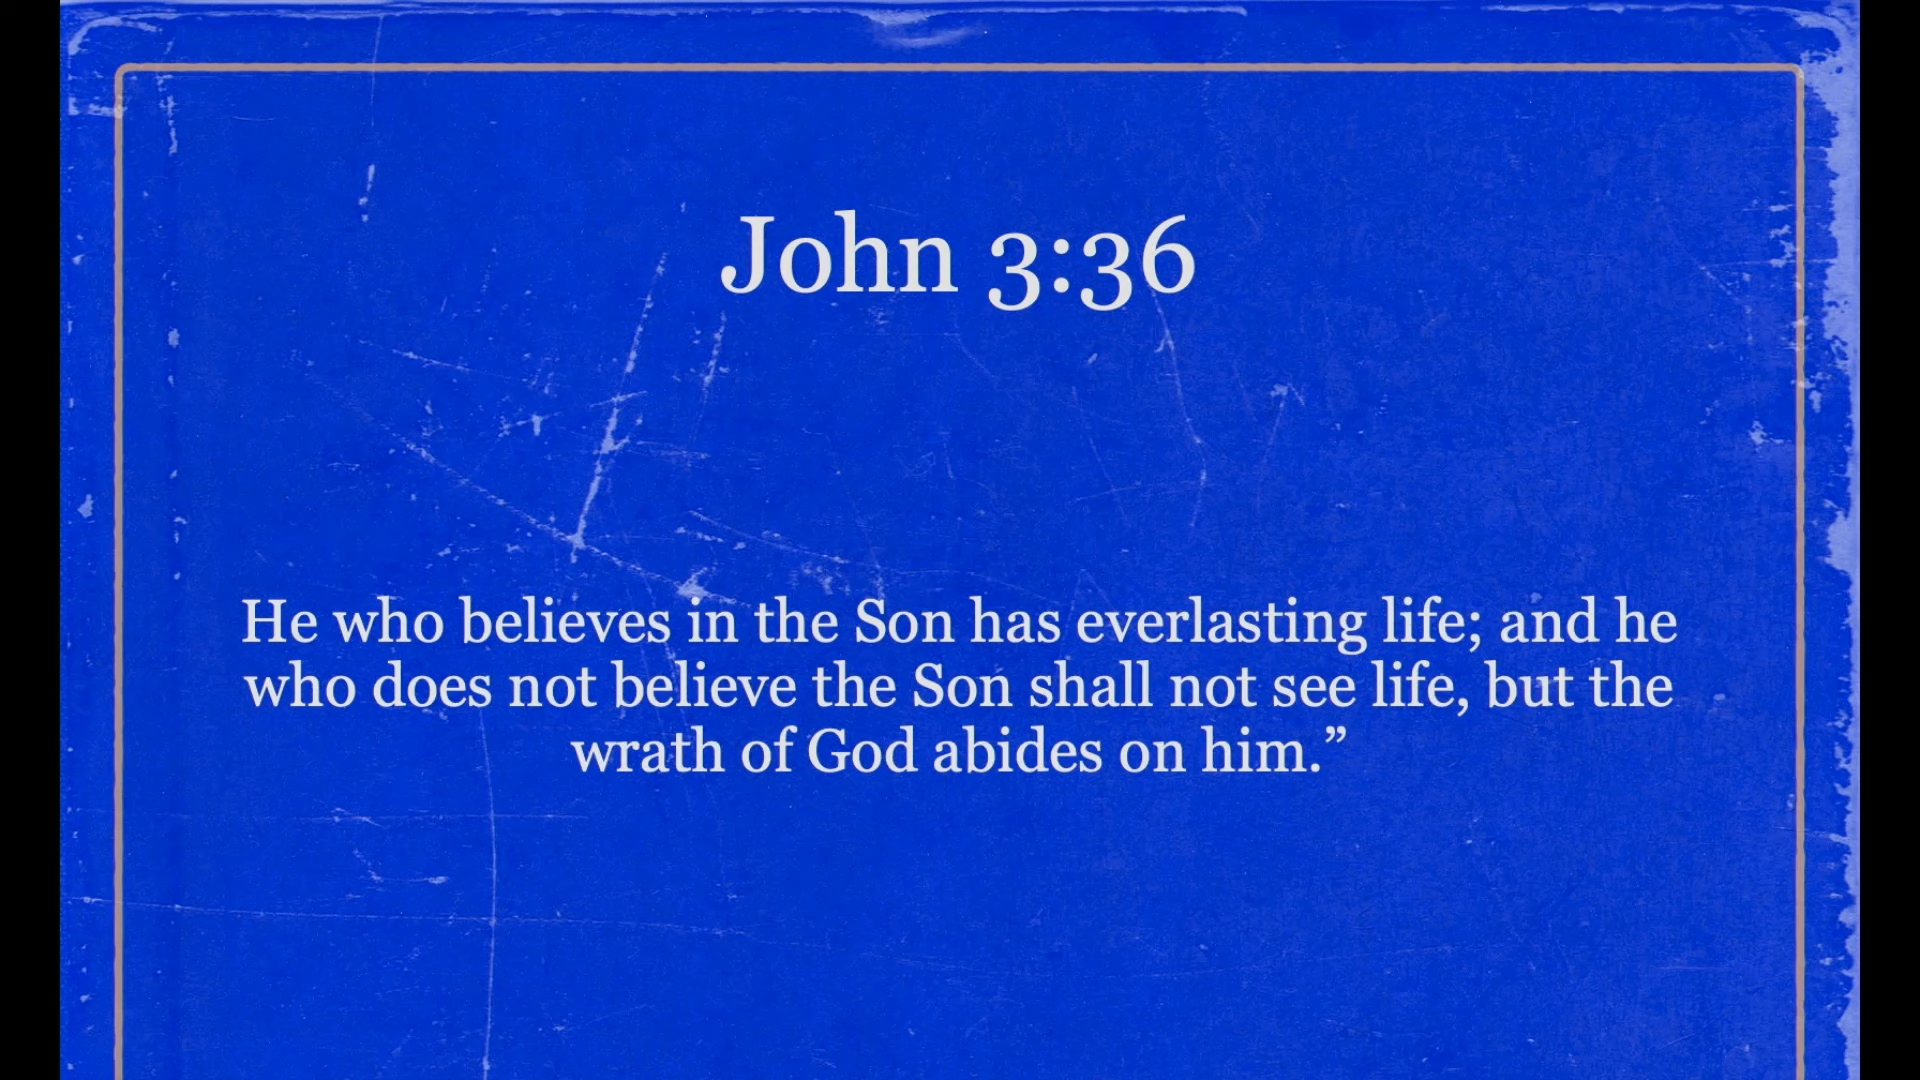 John 3:36
He who believes in the Son has everlasting life; and he
who does not believe the Son shall not see life, but the
wrath of God abides on him.”